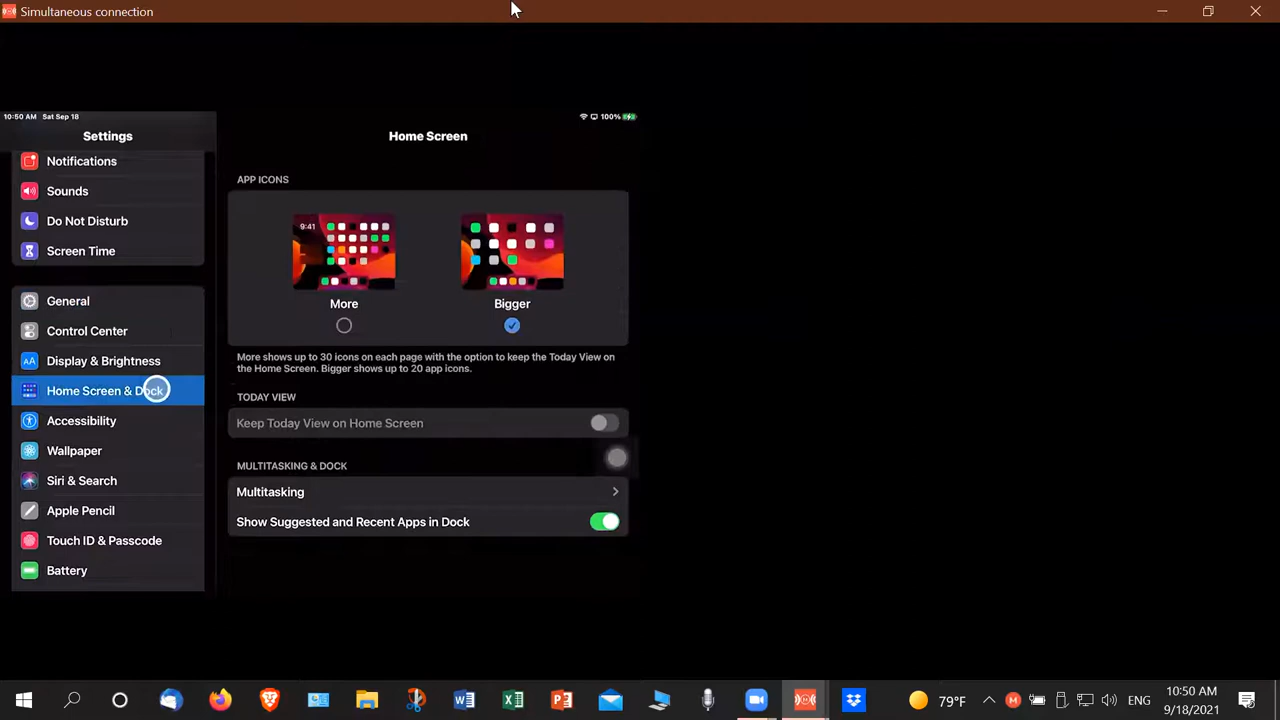 Simultaneous connection
10:50 AM Sat Sep 18
100%
Settings
Home Screen
Notifications
Sounds
Do Not Disturb
Screen Time
General
Control Center
AA Display & Brightness
Home Screen & Dock
Accessibility
Wallpaper
Siri & Search
Apple Pencil
Touch ID & Passcode
Battery
APP ICONS
9:41
More
Bigger
More shows up to 30 icons on each page with the option to keep the Today View on
the Home Screen. Bigger shows up to 20 app icons.
TODAY VIEW
Keep Today View on Home Screen
MULTITASKING & DOCK
Multitasking
Show Suggested and Recent Apps in Dock
79°F
ENG
10:50 AM
9/18/2021